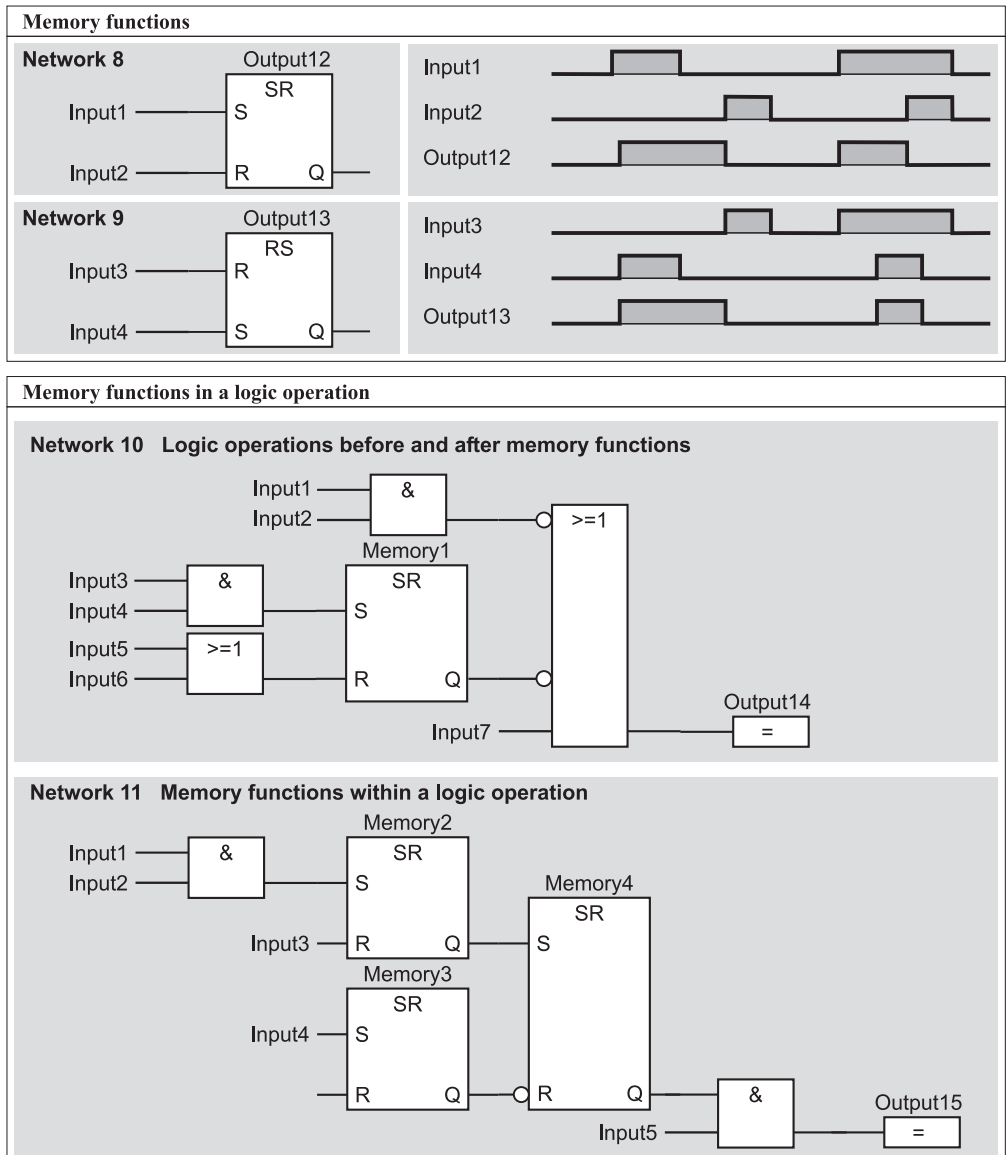 Memory functions
Network 8
Output12
SR
Input1
S
Input2
R
Q
Input1
Input2
Output12
Network 9
Output13
RS
Input3
R
Input4
S
Q
Input3
Input4
Output13
Memory functions in a logic operation
Network 10 Logic operations before and after memory functions
Input1
&
Input2
>=1
Memory1
Input3
&
SR
Input4
S
Input5
>=1
Input6
R
Q
Input7
Output14
=
Network 11 Memory functions within a logic operation
Memory2
Input1
&
SR
Input2
S
Memory4
SR
Input3
R
Q
S
Memory3
SR
Input4
S
R
Q
R
Q
&
Output15
Input5
=